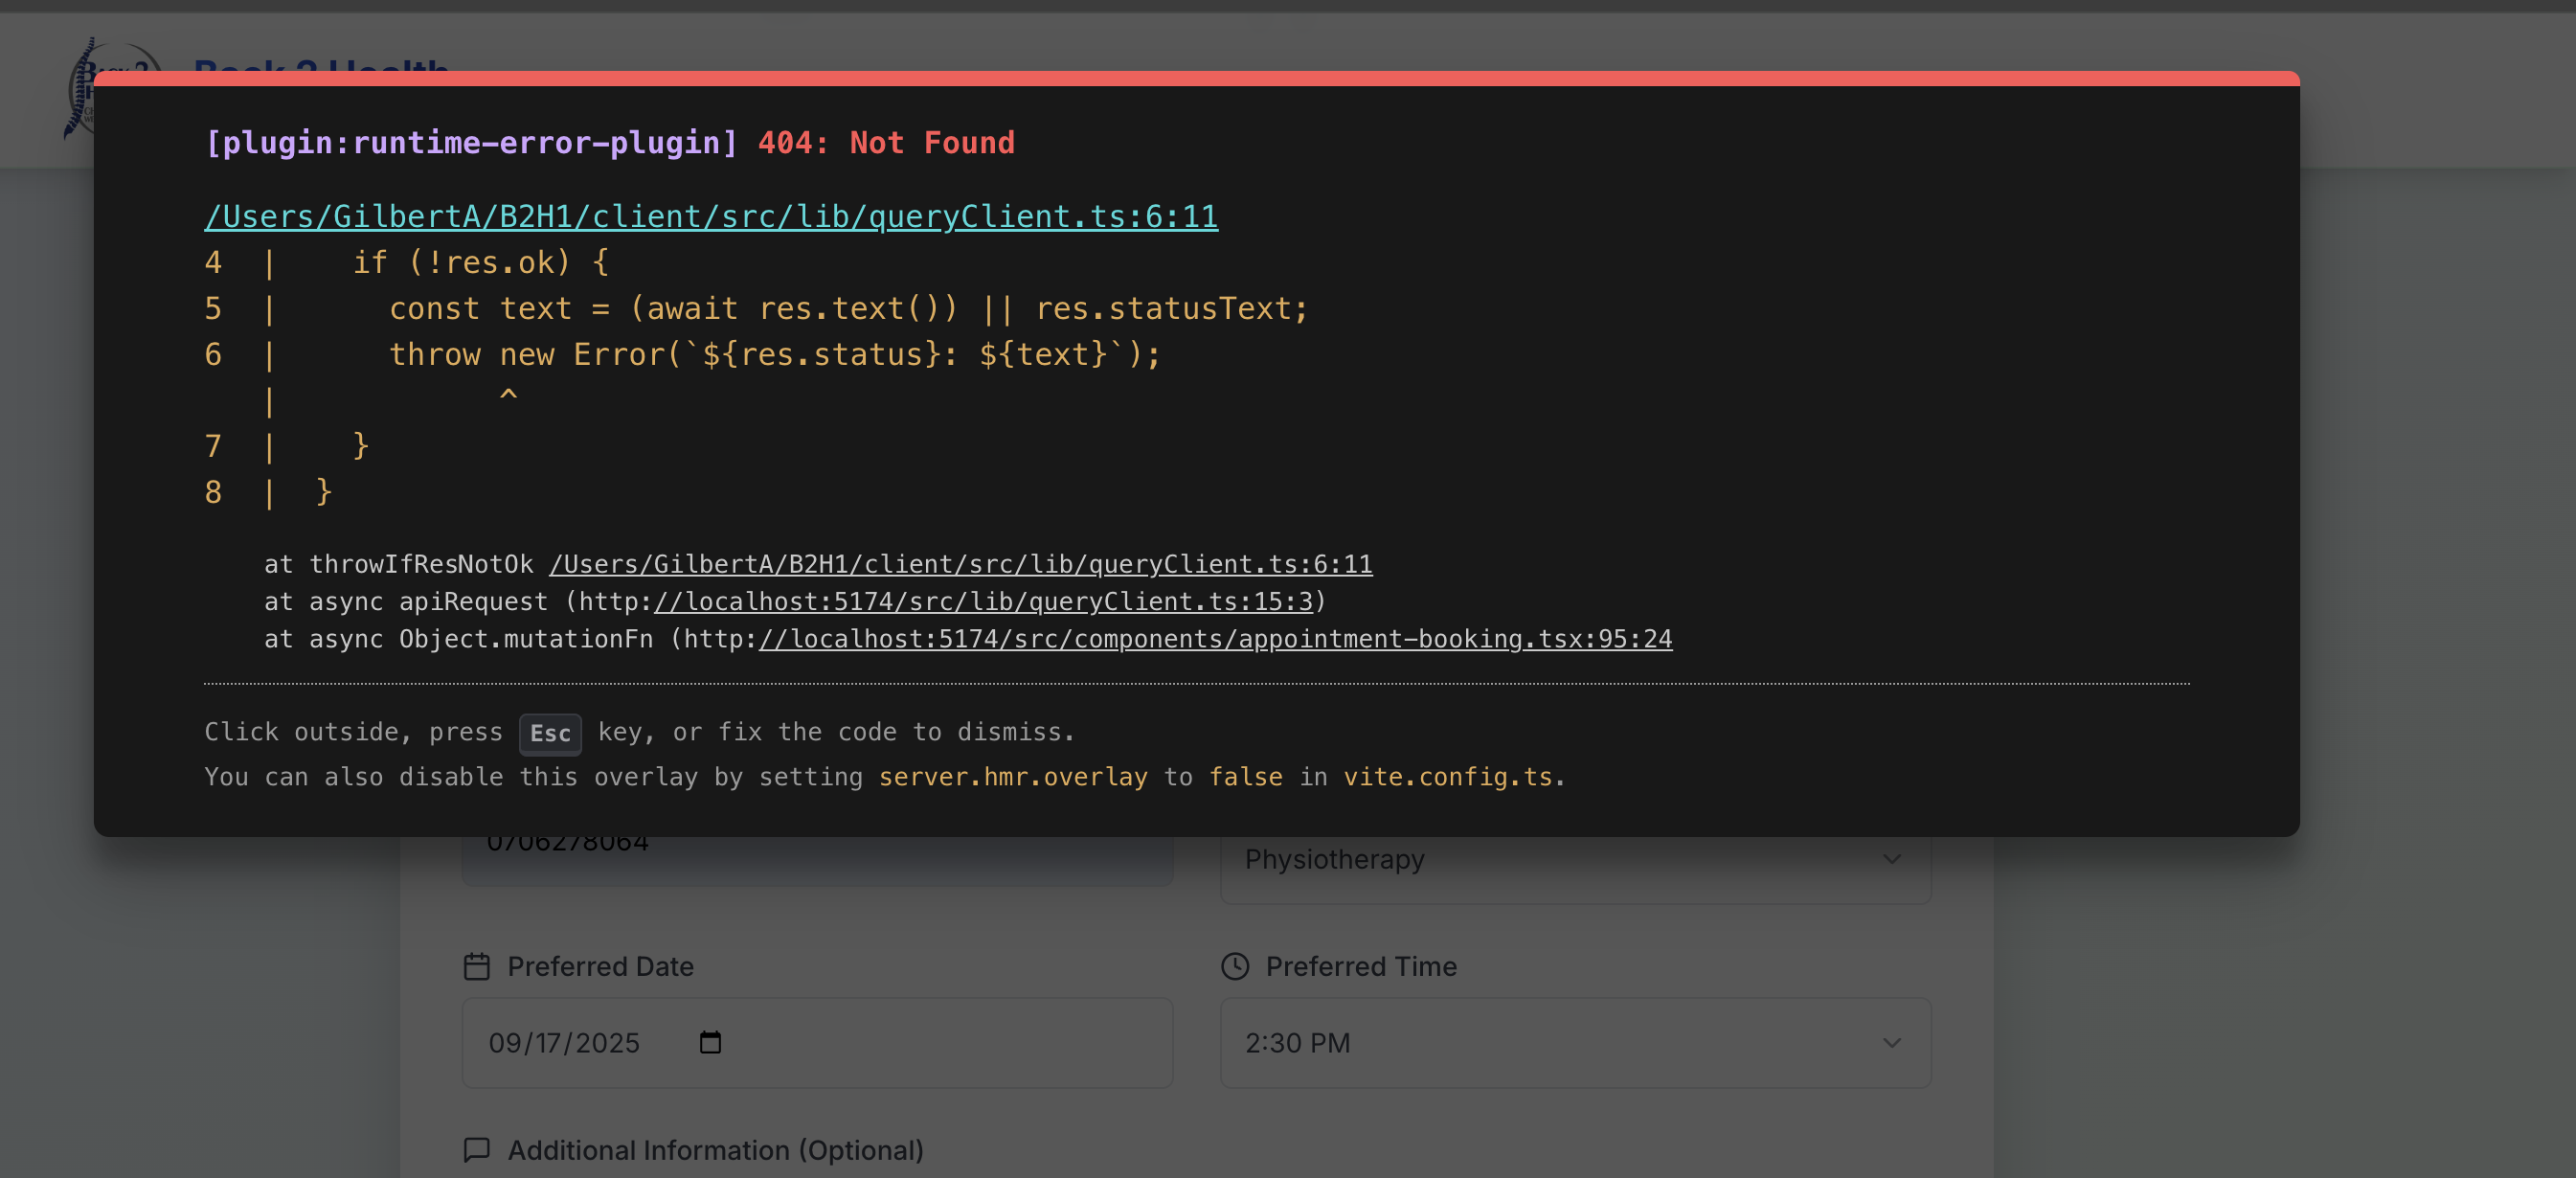 Back 2 Health
[plugin:runtime-error-plugin] 404: Not Found
/Users/GilbertA/B2H1/client/src/lib/queryClient.ts:6:11
4  |    if (!res.ok) {
5  |      const text = (await res.text()) || res.statusText;
6  |      throw new Error(`${res.status}: ${text}`);
   |            ^
7  |    }
8  |  }
at throwIfResNotOk /Users/GilbertA/B2H1/client/src/lib/queryClient.ts:6:11
at async apiRequest (http://localhost:5174/src/lib/queryClient.ts:15:3)
at async Object.mutationFn (http://localhost:5174/src/components/appointment-booking.tsx:95:24
Click outside, press Esc key, or fix the code to dismiss.
You can also disable this overlay by setting server.hmr.overlay to false in vite.config.ts.
0706278064
Physiotherapy
Preferred Date
Preferred Time
09/17/2025
2:30 PM
Additional Information (Optional)